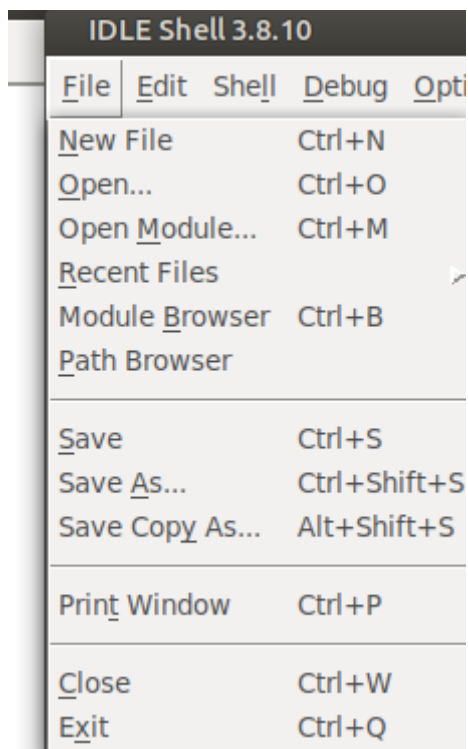 IDLE Shell 3.8.10
File Edit Shell Debug Opti
New File Ctrl+N
Open... Ctrl+O
Open Module... Ctrl+M
Recent Files
Module Browser Ctrl+B
Path Browser
Save Ctrl+S
Save As... Ctrl+Shift+S
Save Copy As... Alt+Shift+S
Print Window Ctrl+P
Close Ctrl+W
Exit Ctrl+Q